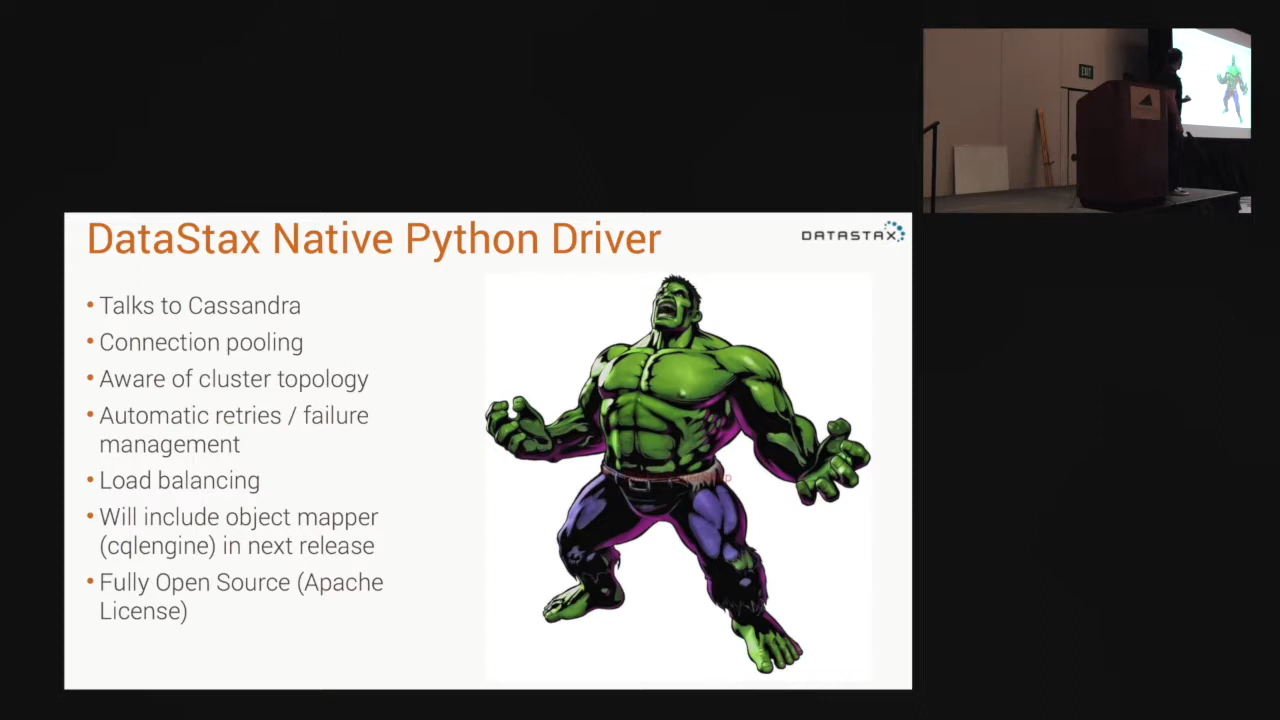 EXIT
DataStax Native Python Driver
DATASTAX
• Talks to Cassandra
• Connection pooling
• Aware of cluster topology
• Automatic retries / failure
management
• Load balancing
• Will include object mapper
(cqlengine) in next release
• Fully Open Source (Apache
License)